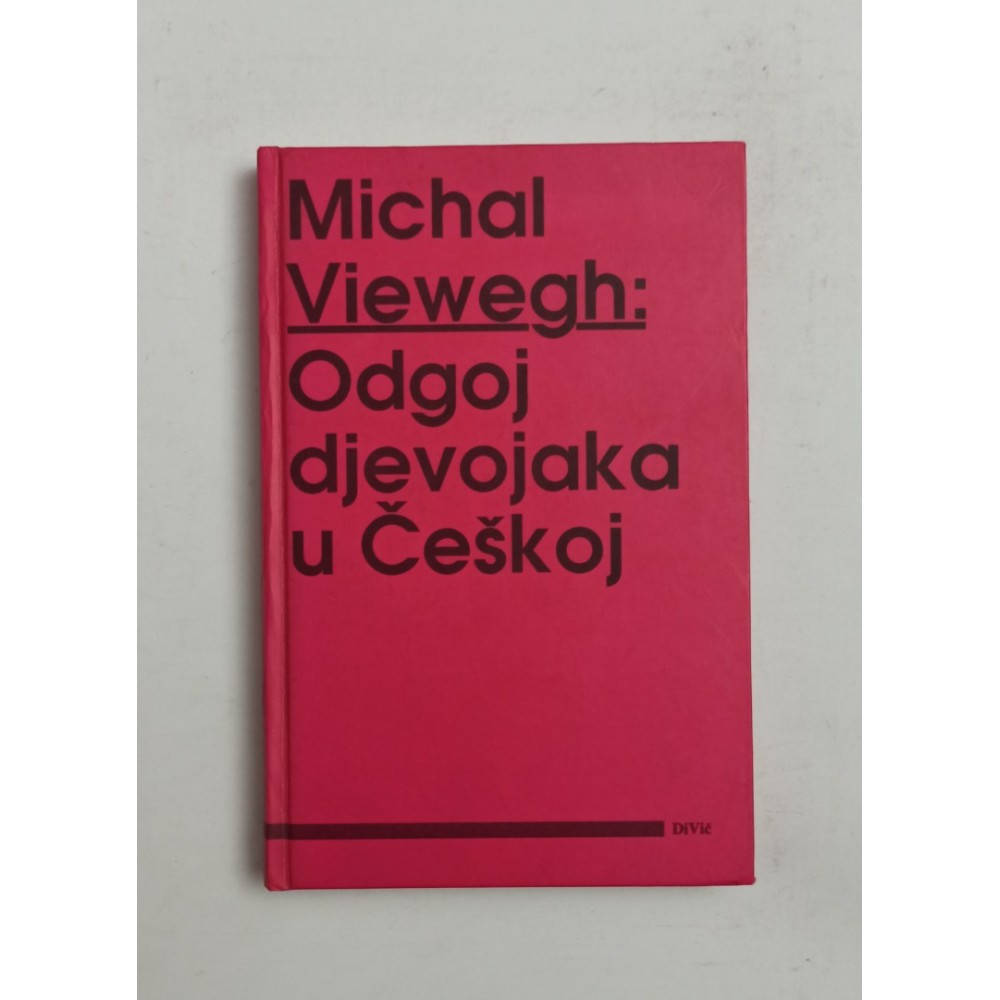 Michal
Viewegh:
Odgoj
djevojaka
u Češkoj
DiVič